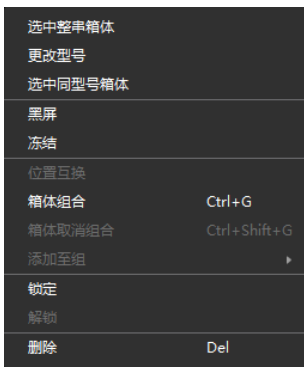 选中整串箱体
更改型号
选中同型号箱体
黑屏
冻结
位置互换
箱体组合 Ctrl+G
箱体取消组合 Ctrl+Shift+G
添加至组
锁定
解锁
删除 Del